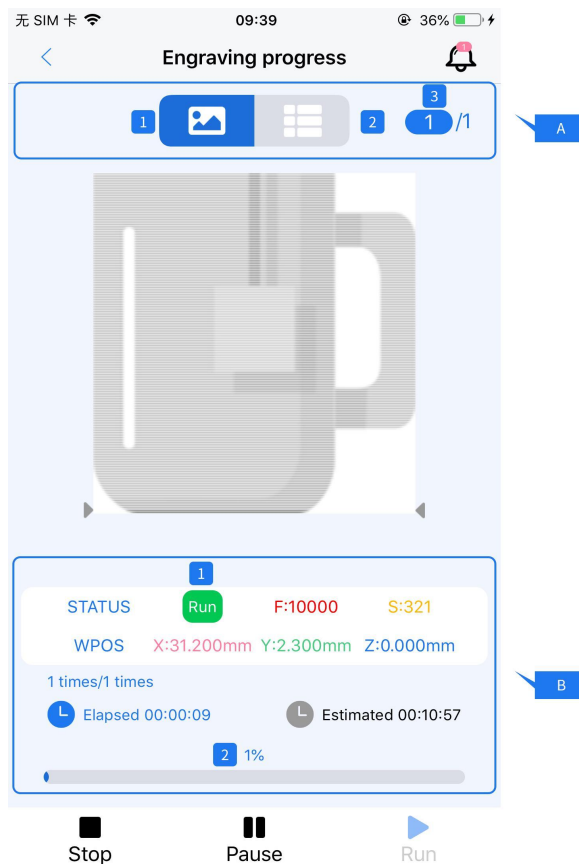 无 SIM 卡 09:39 36%
Engraving progress 1
3
1 2 1 /1
A
1
STATUS Run F:10000 S:321
WPOS X:31.200mm Y:2.300mm Z:0.000mm
1 times/1 times
B
Elapsed 00:00:09 Estimated 00:10:57
2 1%
Stop Pause Run